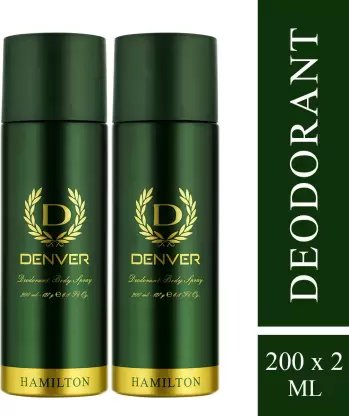 D
DENVER
Deodorant Body Spray
HAMILTON
D
DENVER
Deodorant Body Spray
HAMILTON
DEODORANT
200 x 2
ML